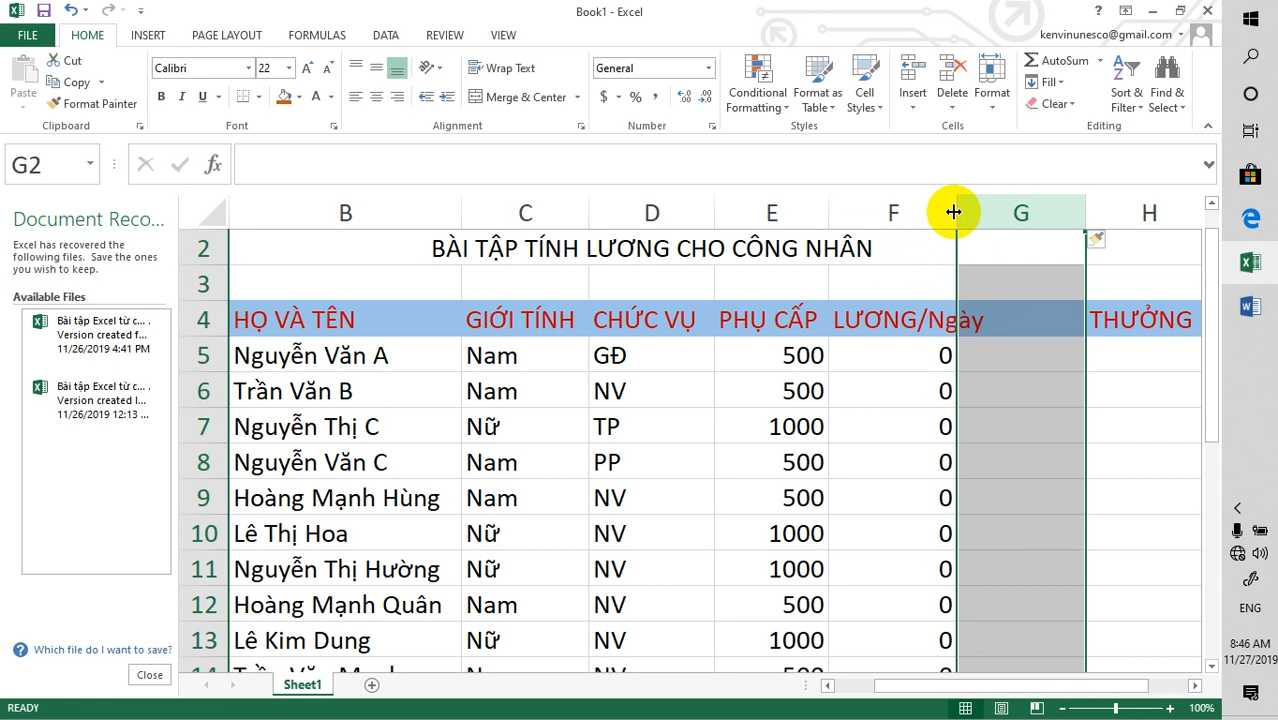 Book1 - Excel
FILE HOME INSERT PAGE LAYOUT FORMULAS DATA REVIEW VIEW
kenvinunesco@gmail.com
Paste Cut
Copy
Format Painter
Clipboard
Calibri 22
B I U
Font
Wrap Text
Merge & Center
Alignment
General
$ % ,
Number
Conditional Formatting
Format as Table
Cell Styles
Styles
Insert Delete Format
Cells
AutoSum
Fill
Clear
Sort & Filter
Find & Select
Editing
G2
fx
Document Reco...
Excel has recovered the
following files. Save the ones
you wish to keep.
Available Files
Bài tập Excel từ c...
Version created f...
11/26/2019 4:41 PM
Bài tập Excel từ c...
Version created l...
11/26/2019 12:13 ...
Which file do I want to save?
Close
B C D E F G H
2 BÀI TẬP TÍNH LƯƠNG CHO CÔNG NHÂN
3
4 HỌ VÀ TÊN GIỚI TÍNH CHỨC VỤ PHỤ CẤP LƯƠNG/Ngày THƯỞNG
5 Nguyễn Văn A Nam GĐ 500 0
6 Trần Văn B Nam NV 500 0
7 Nguyễn Thị C Nữ TP 1000 0
8 Nguyễn Văn C Nam PP 500 0
9 Hoàng Mạnh Hùng Nam NV 500 0
10 Lê Thị Hoa Nữ NV 1000 0
11 Nguyễn Thị Hường Nữ NV 1000 0
12 Hoàng Mạnh Quân Nam NV 500 0
13 Lê Kim Dung Nữ NV 1000 0
Sheet1
100%
ENG
8:46 AM
11/27/2019